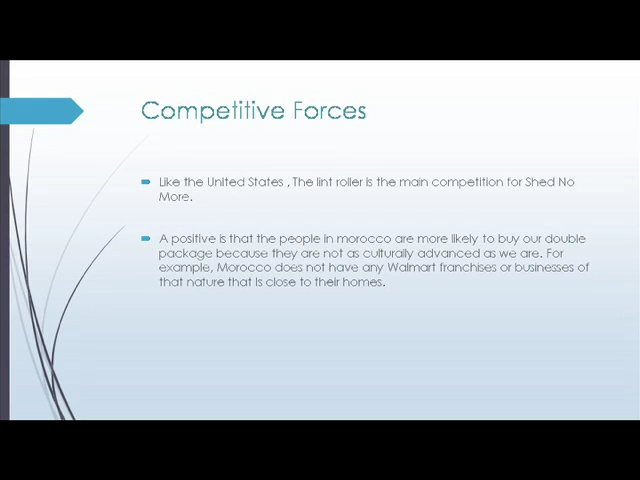 Competitive Forces
Like the United States , The lint roller is the main competition for Shed No
More.
A positive is that the people in morocco are more likely to buy our double
package because they are not as culturally advanced as we are. For
example, Morocco does not have any Walmart franchises or businesses of
that nature that is close to their homes.